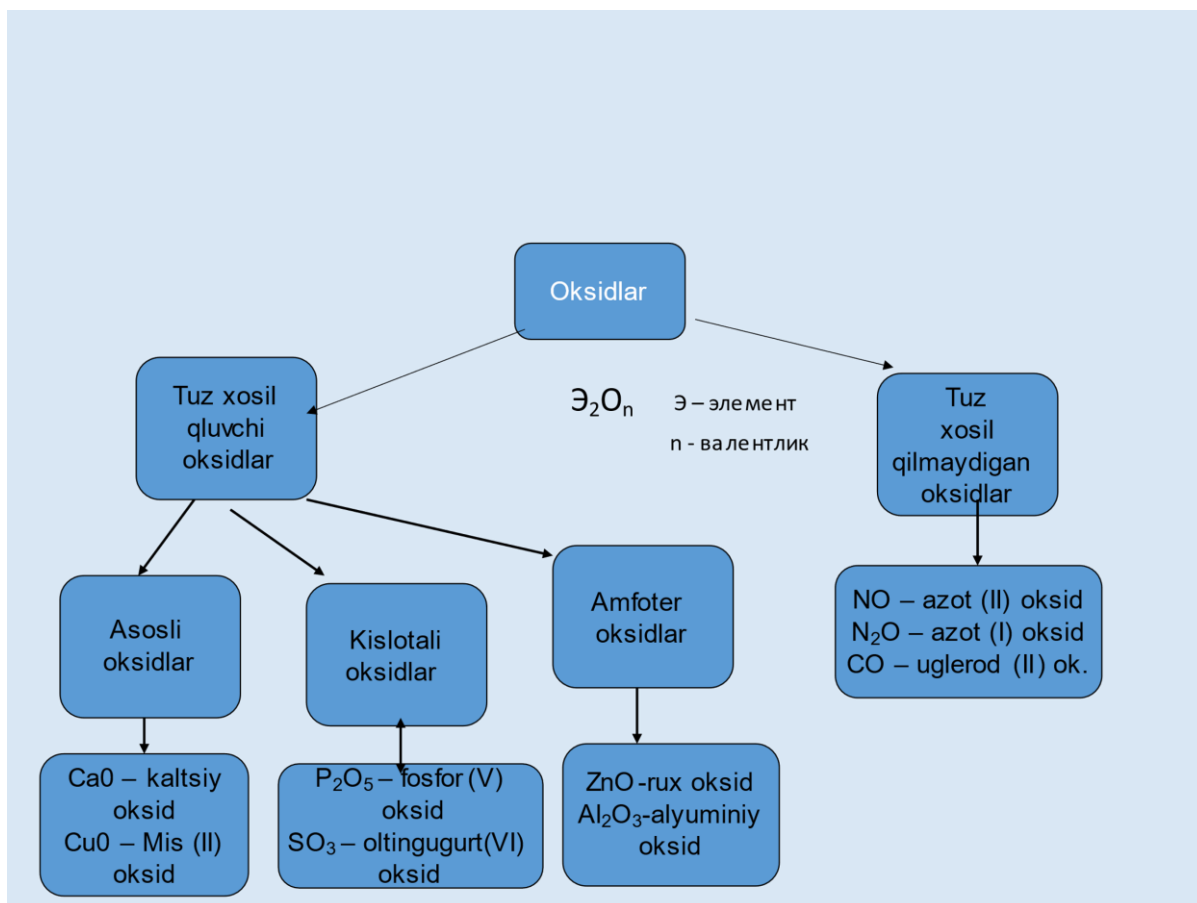 Oksidlar
Tuz xosil
qluvchi
oksidlar
Э₂Oₙ Э – элемент
n - валентлик
Tuz
xosil
qilmaydigan
oksidlar
Asosli
oksidlar
Kislotali
oksidlar
Amfoter
oksidlar
NO – azot (II) oksid
N₂O – azot (I) oksid
CO – uglerod (II) ok.
Ca0 – kaltsiy
oksid
Cu0 – Mis (II)
oksid
P₂O₅ – fosfor (V)
oksid
SO₃ – oltingugurt(VI)
oksid
ZnO -rux oksid
Al₂O₃-alyuminiy
oksid